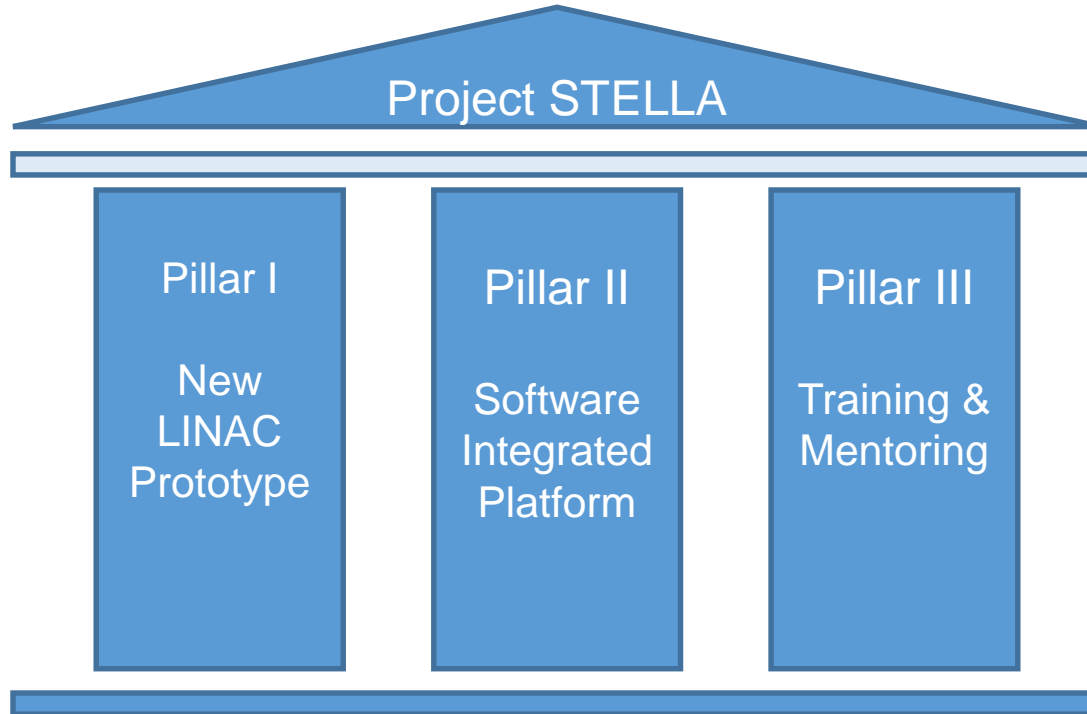 Project STELLA
Pillar I
New
LINAC
Prototype
Pillar II
Software
Integrated
Platform
Pillar III
Training &
Mentoring